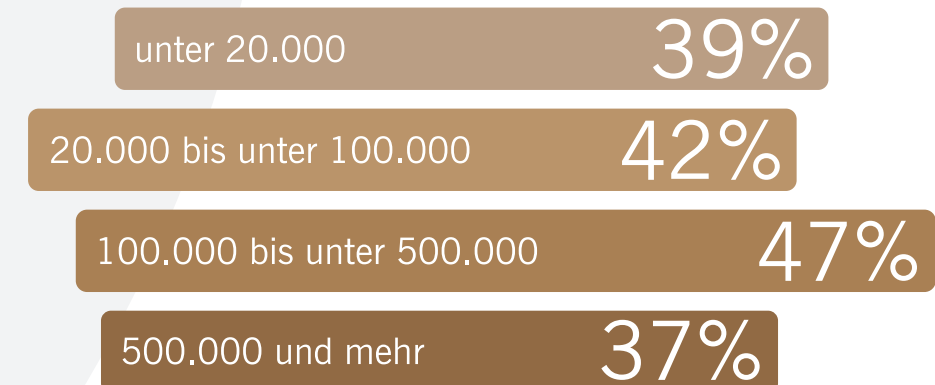 unter 20.000 39%
20.000 bis unter 100.000 42%
100.000 bis unter 500.000 47%
500.000 und mehr 37%